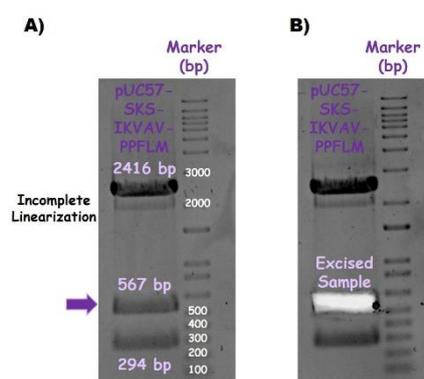 A)
Marker
(bp)
pUC57-
SKS-
IKVAV-
PPFLM
2416 bp
3000
2000
Incomplete
Linearization
567 bp
500
400
300
200
100
294 bp
B)
Marker
(bp)
pUC57-
SKS-
IKVAV-
PPFLM
Excised
Sample